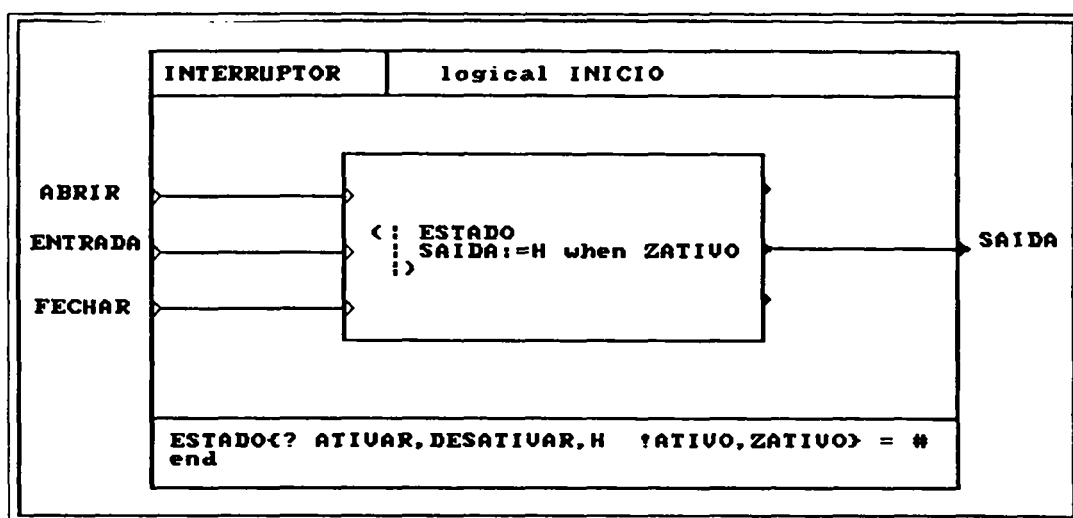 INTERRUPTOR logical INICIO
ABRIR
(¦ ESTADO
ENTRADA
¦ SAIDA:=H when ZATIVO
SAIDA
¦)
FECHAR
ESTADO{? ATIVAR,DESATIVAR,H !ATIVO,ZATIVO} = #
end